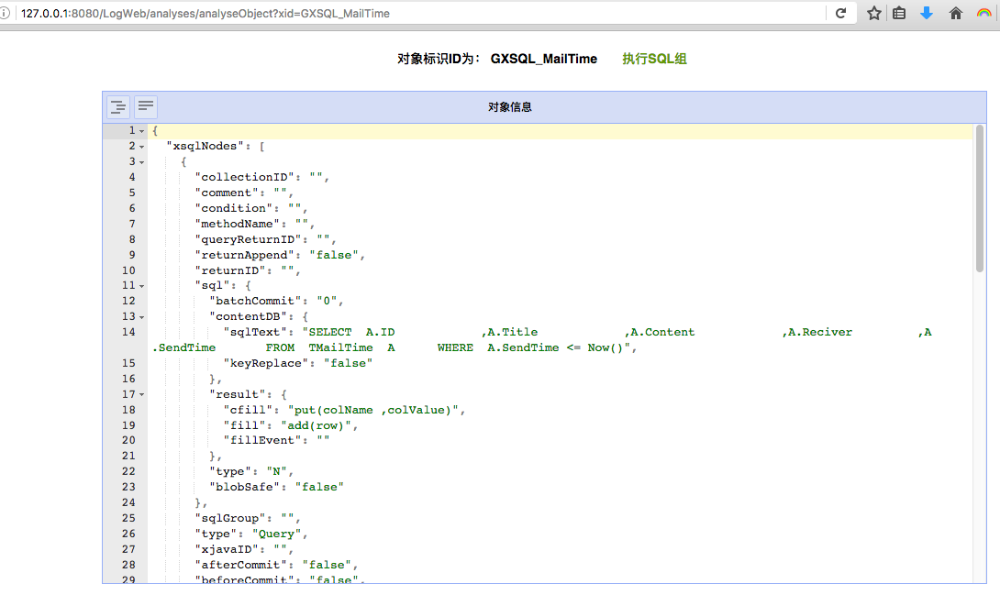 127.0.0.1:8080/LogWeb/analyses/analyseObject?xid=GXSQL_MailTime
对象标识ID为： GXSQL_MailTime 执行SQL组
对象信息
1 {
2 "xsqlNodes": [
3 {
4 "collectionID": "",
5 "comment": "",
6 "condition": "",
7 "methodName": "",
8 "queryReturnID": "",
9 "returnAppend": "false",
10 "returnID": "",
11 "sql": {
12 "batchCommit": "0",
13 "contentDB": {
14 "sqlText": "SELECT A.ID ,A.Title ,A.Content ,A.Reciver ,A
.SendTime FROM TMailTime A WHERE A.SendTime <= Now()",
15 "keyReplace": "false"
16 },
17 "result": {
18 "cfill": "put(colName ,colValue)",
19 "fill": "add(row)",
20 "fillEvent": ""
21 },
22 "type": "N",
23 "blobSafe": "false"
24 },
25 "sqlGroup": "",
26 "type": "Query",
27 "xjavaID": "",
28 "afterCommit": "false",
29 "beforeCommit": "false",